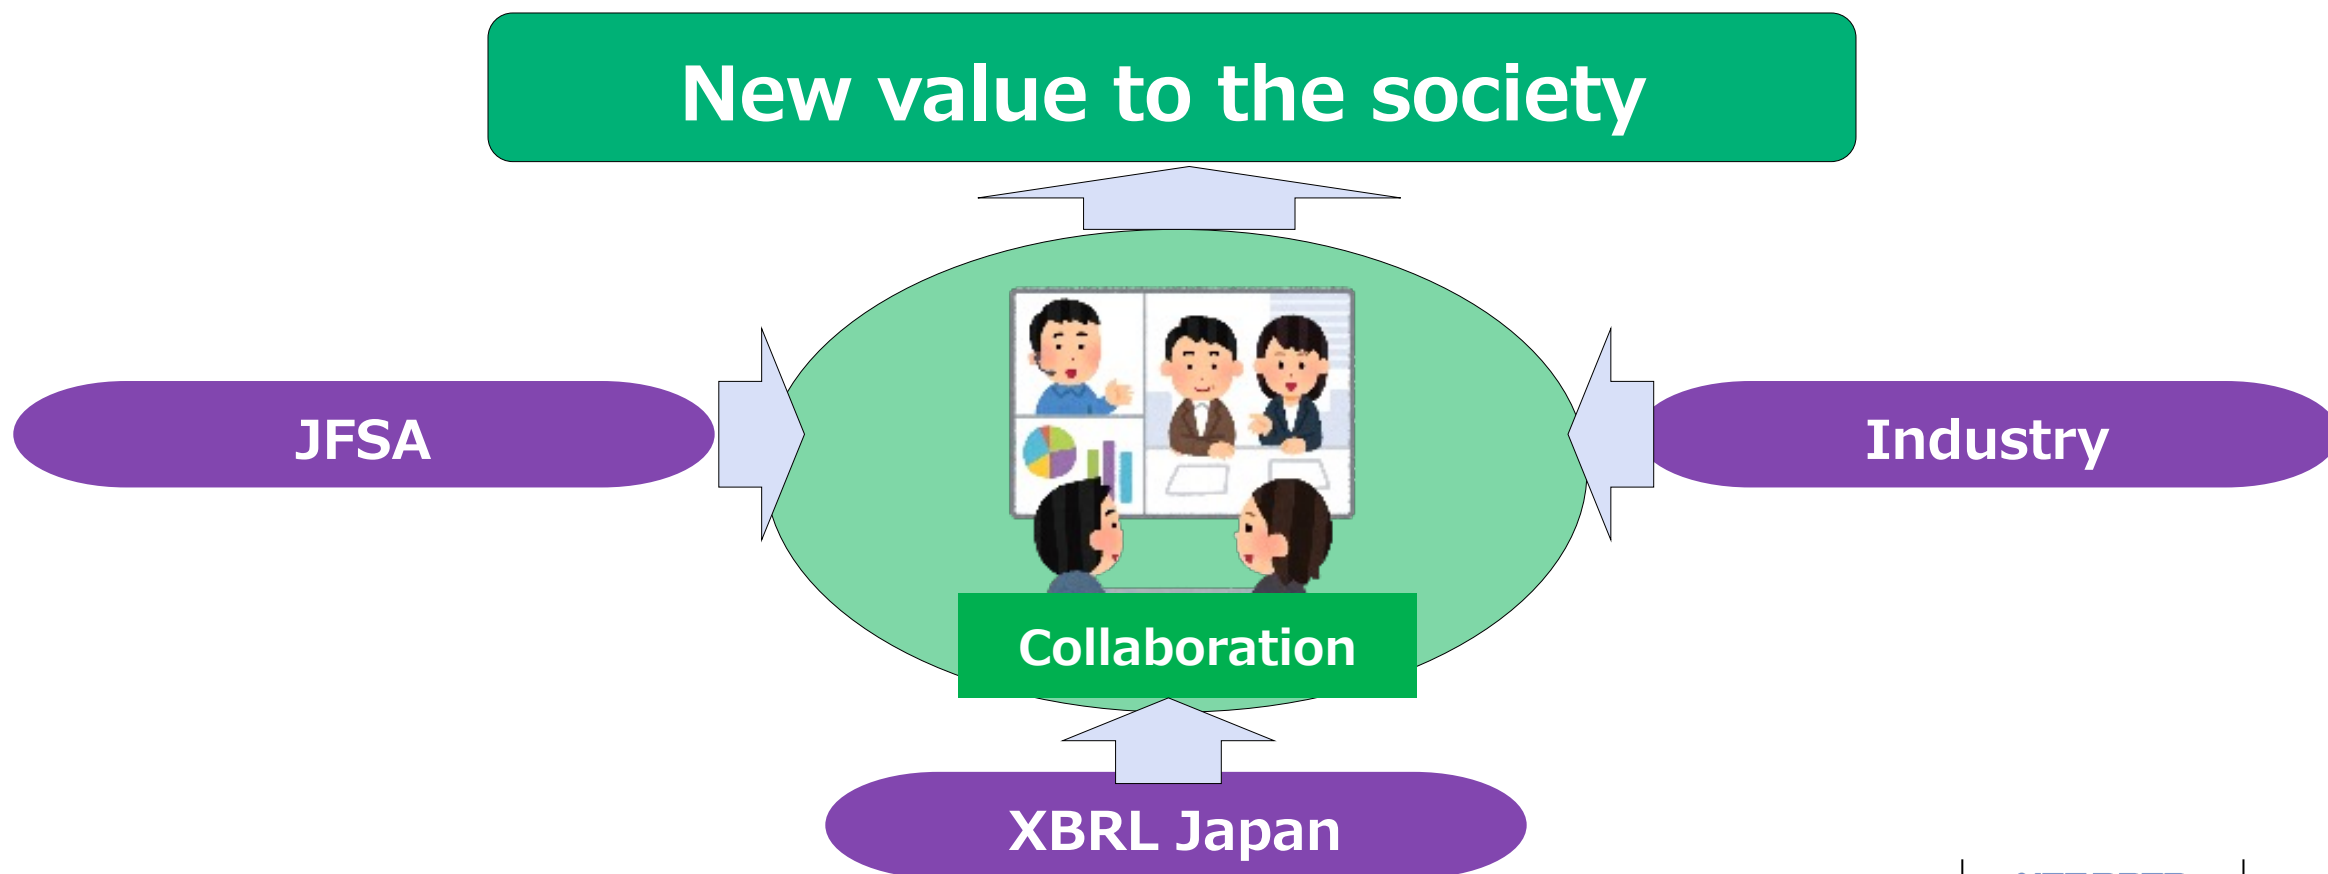 New value to the society
JFSA
Industry
Collaboration
XBRL Japan